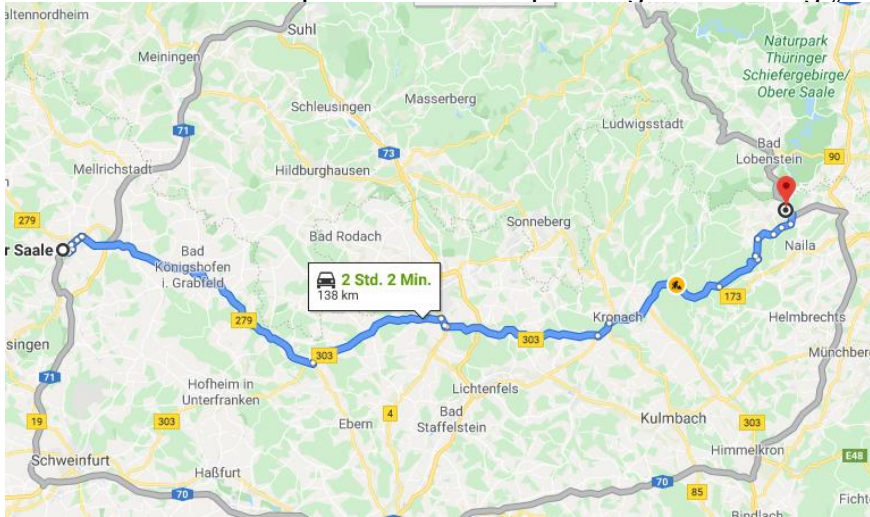 altennordheim
Suhl
Naturpark
Thüringer
Schiefergebirge/
Obere Saale
Meiningen
Schleusingen
Masserberg
Ludwigsstadt
71
73
Bad
Lobenstein
90
Mellrichstadt
Hildburghausen
279
Sonneberg
r Saale
Bad
Königshofen
i. Grabfeld
Bad Rodach
Naila
2 Std. 2 Min.
138 km
173
Kronach
Helmbrechts
279
303
303
singen
Münchber
71
Hofheim in
Unterfranken
Lichtenfels
19
303
Ebern
4
Bad
Staffelstein
Kulmbach
303
Himmelkron
E48
Schweinfurt
Haßfurt
70
70
85
Bindlach
Fichte